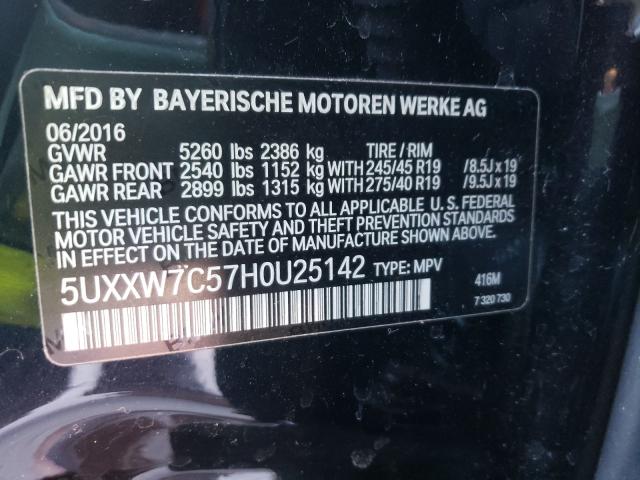 MFD BY BAYERISCHE MOTOREN WERKE AG
06/2016
GVWR 5260 lbs 2386 kg TIRE / RIM
GAWR FRONT 2540 lbs 1152 kg WITH 245/45 R19 /8.5J x 19
GAWR REAR 2899 lbs 1315 kg WITH 275/40 R19 /9.5J x 19
THIS VEHICLE CONFORMS TO ALL APPLICABLE U. S. FEDERAL
MOTOR VEHICLE SAFETY AND THEFT PREVENTION STANDARDS
IN EFFECT ON THE DATE OF MANUFACTURE SHOWN ABOVE.
5UXXW7C57H0U25142 TYPE: MPV 416M
7 320 730